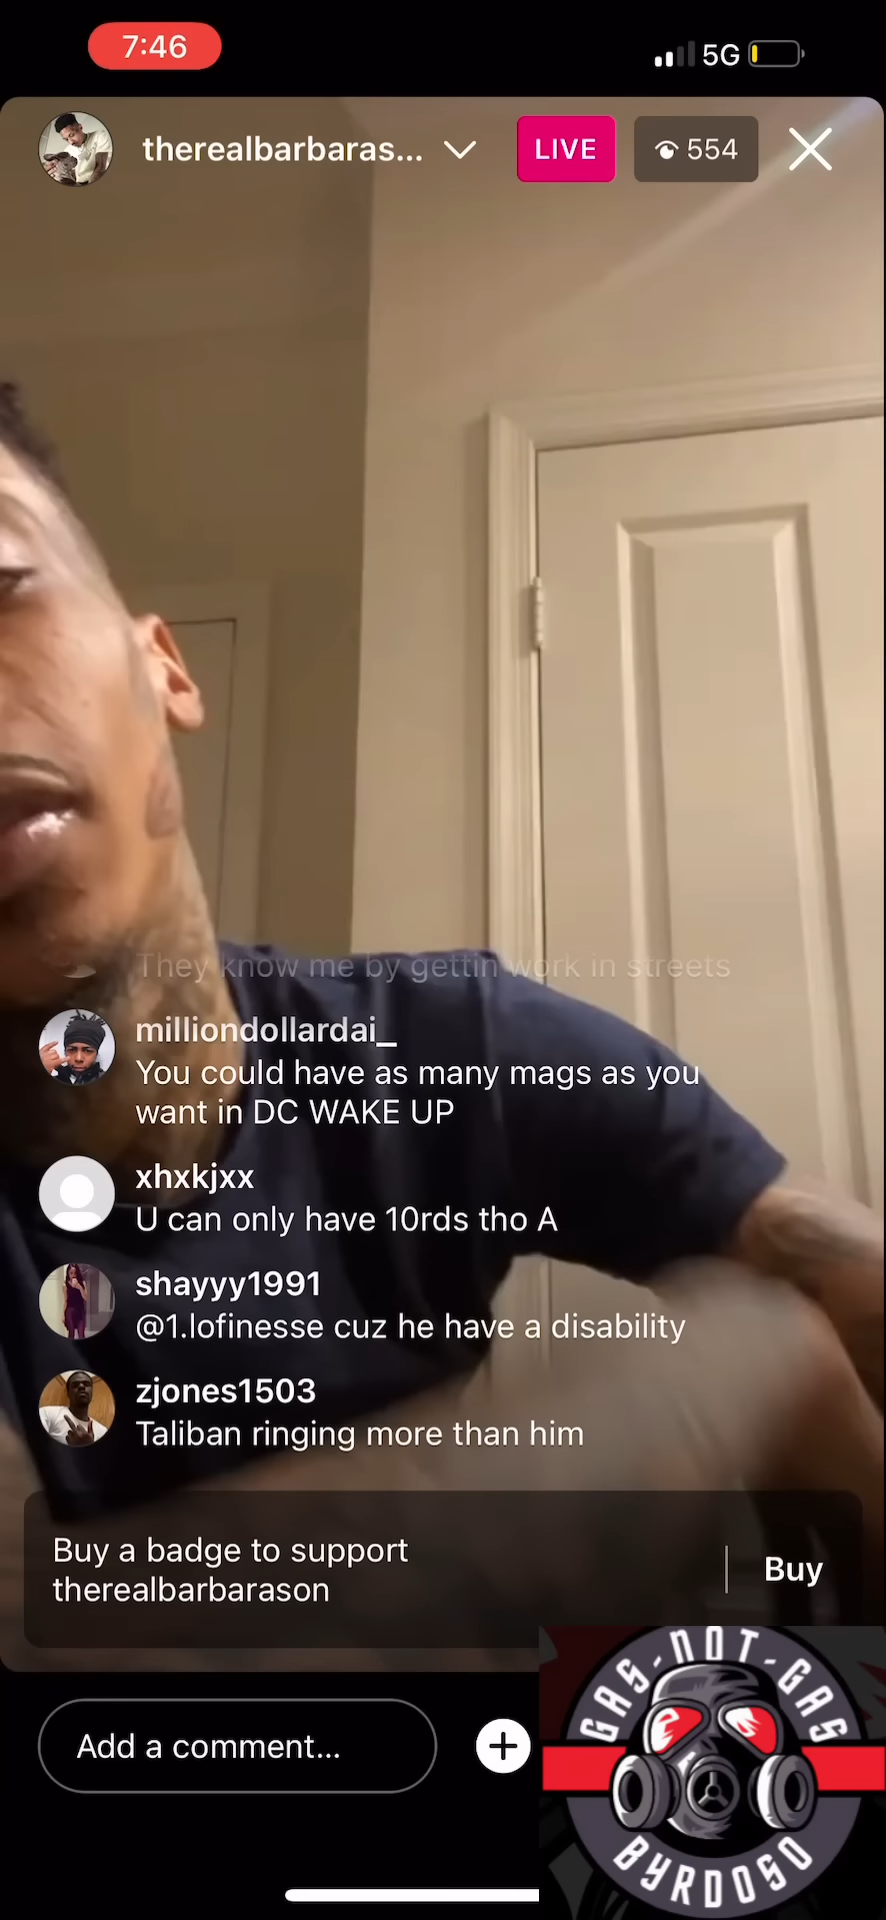 7:46
5G
therealbarbaras...
LIVE
554
They know me by gettin work in streets
milliondollardai_
You could have as many mags as you
want in DC WAKE UP
xhxkjxx
U can only have 10rds tho A
shayyy1991
@1.lofinesse cuz he have a disability
zjones1503
Taliban ringing more than him
Buy a badge to support
therealbarbarason
Buy
Add a comment...
GAS-NOT-GAS
BYRDOSO